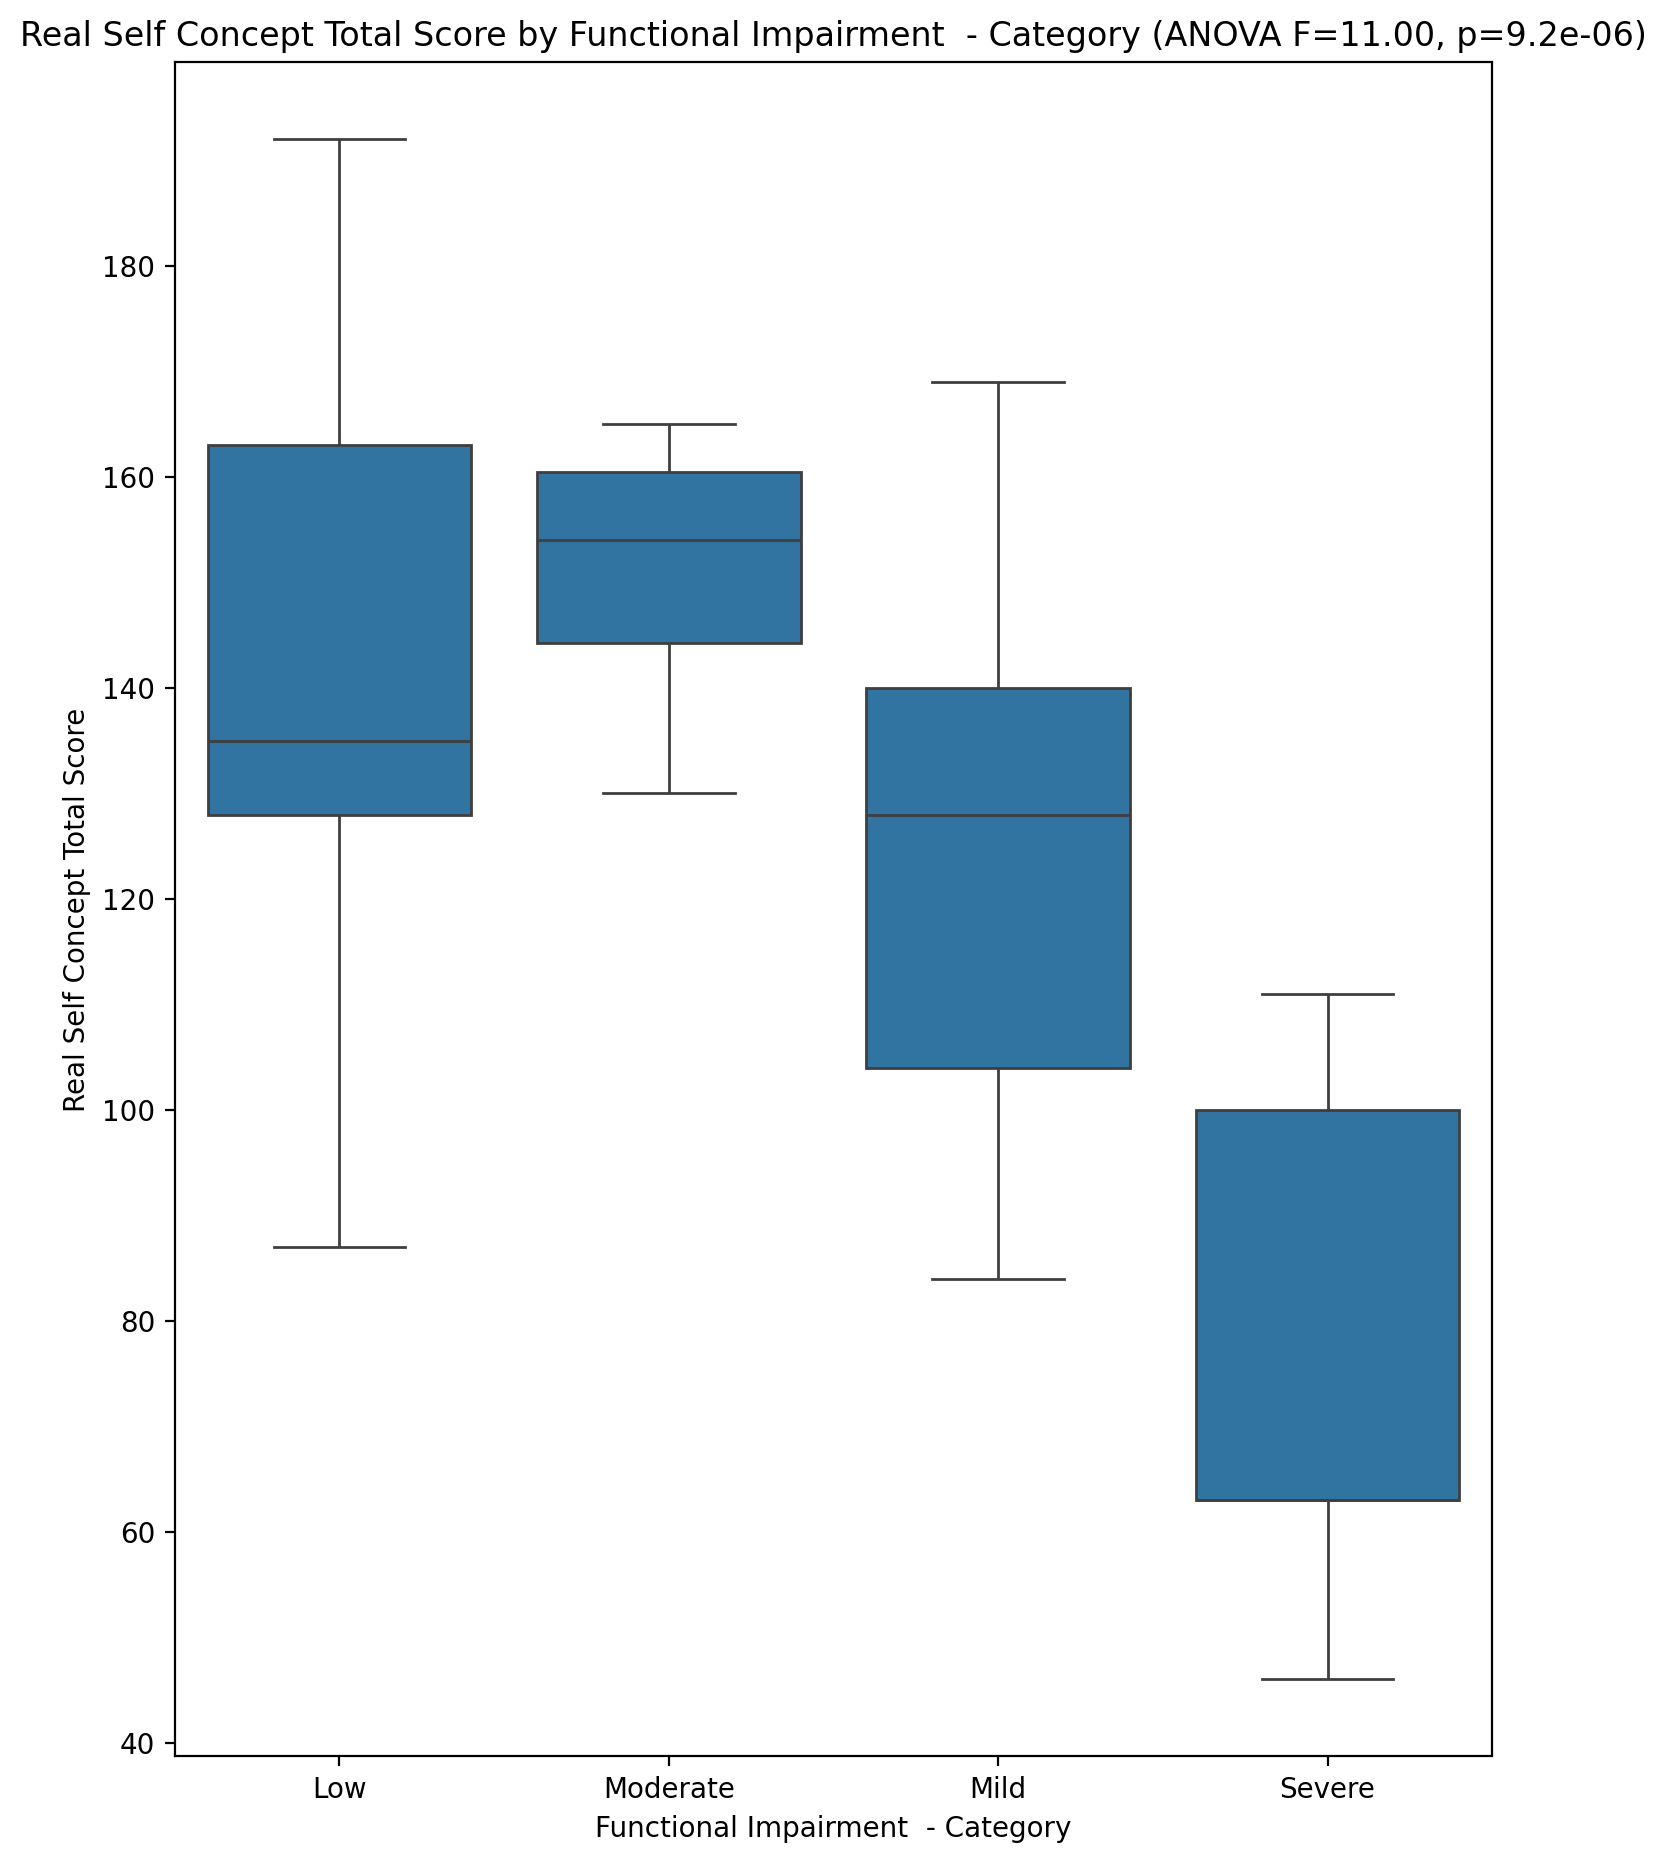 Real Self Concept Total Score by Functional Impairment  - Category (ANOVA F=11.00, p=9.2e-06)
Real Self Concept Total Score
180
160
140
120
100
80
60
40
Low
Moderate
Mild
Severe
Functional Impairment  - Category